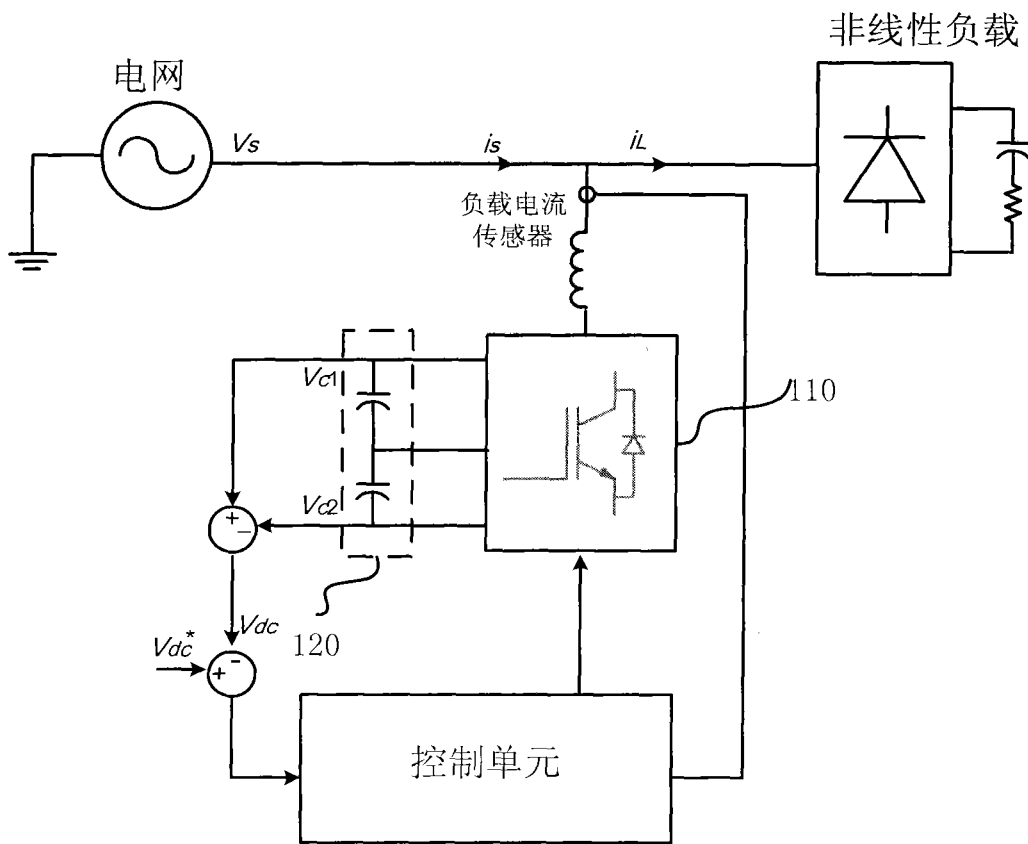 非线性负载
电网
Vs
is
iL
负载电流
传感器
Vc1
110
Vc2
+
−
120
Vdc
Vdc*
+
-
控制单元